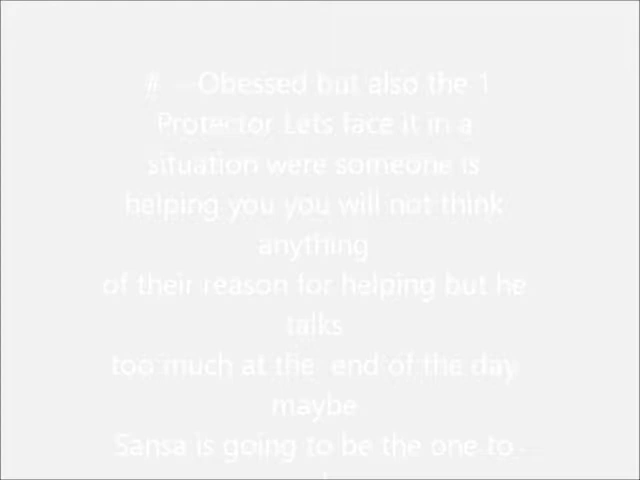 # - Obessed but also the 1
Protector Lets face it in a
situation were someone is
helping you you will not think
anything
of their reason for helping but he
talks
too much at the end of the day
maybe
Sansa is going to be the one to